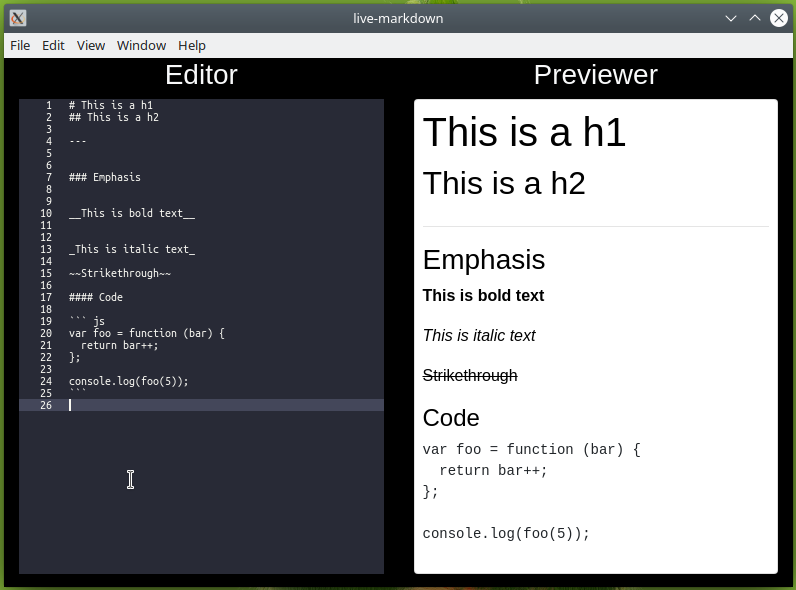 live-markdown
File Edit View Window Help
Editor
1 # This is a h1
2 ## This is a h2
3
4 ---
5
6
7 ### Emphasis
8
9
10 __This is bold text__
11
12
13 _This is italic text_
14
15 ~~Strikethrough~~
16
17 #### Code
18
19 ``` js
20 var foo = function (bar) {
21   return bar++;
22 };
23
24 console.log(foo(5));
25 ```
26
Previewer
This is a h1
This is a h2
Emphasis
This is bold text
This is italic text
Strikethrough
Code
var foo = function (bar) {
  return bar++;
};
console.log(foo(5));